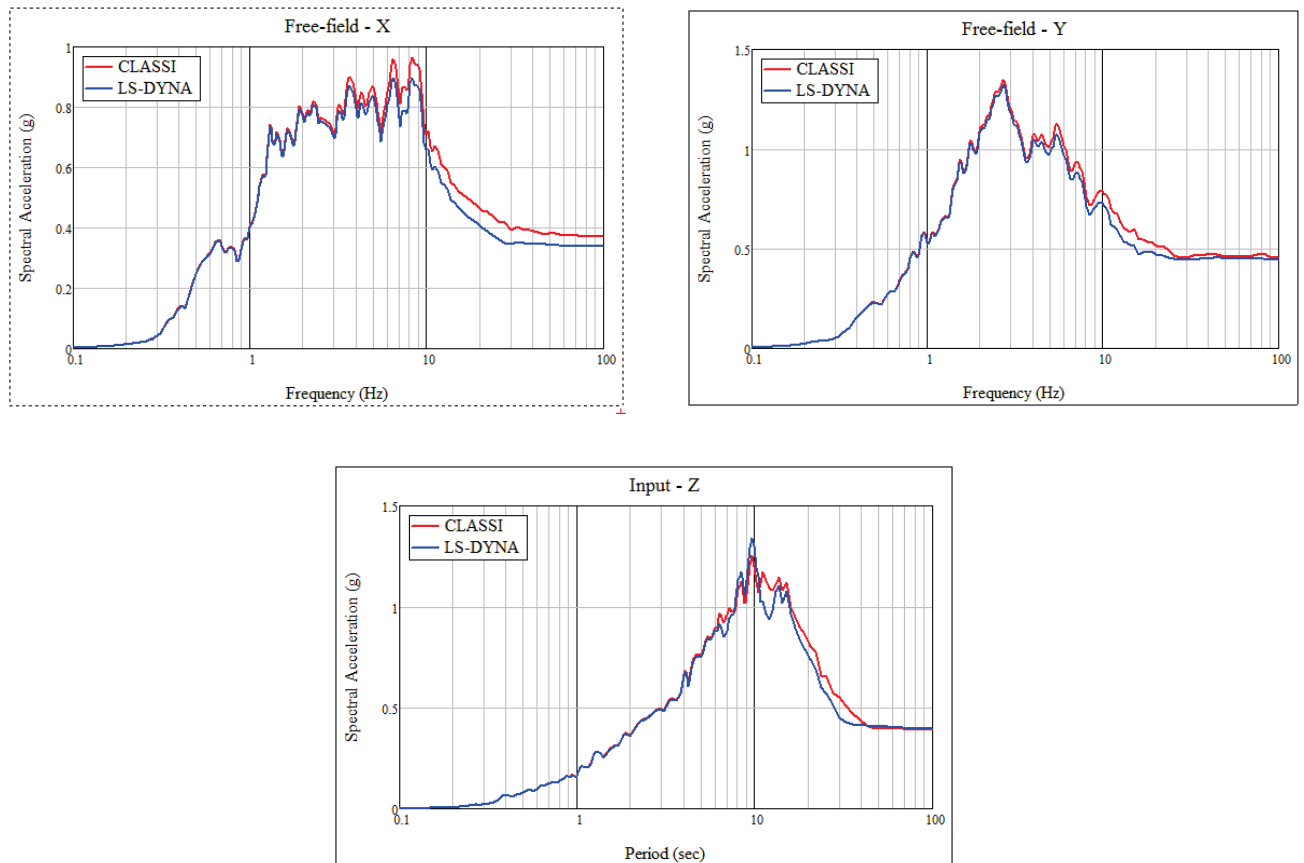 Free-field - X
1
CLASSI
LS-DYNA
0.8
0.6
0.4
0.2
0
Spectral Acceleration (g)
0.1
1
10
100
Frequency (Hz)
Free-field - Y
1.5
CLASSI
LS-DYNA
1
0.5
0
Spectral Acceleration (g)
0.1
1
10
100
Frequency (Hz)
Input - Z
1.5
CLASSI
LS-DYNA
1
0.5
0
Spectral Acceleration (g)
0.1
1
10
100
Period (sec)